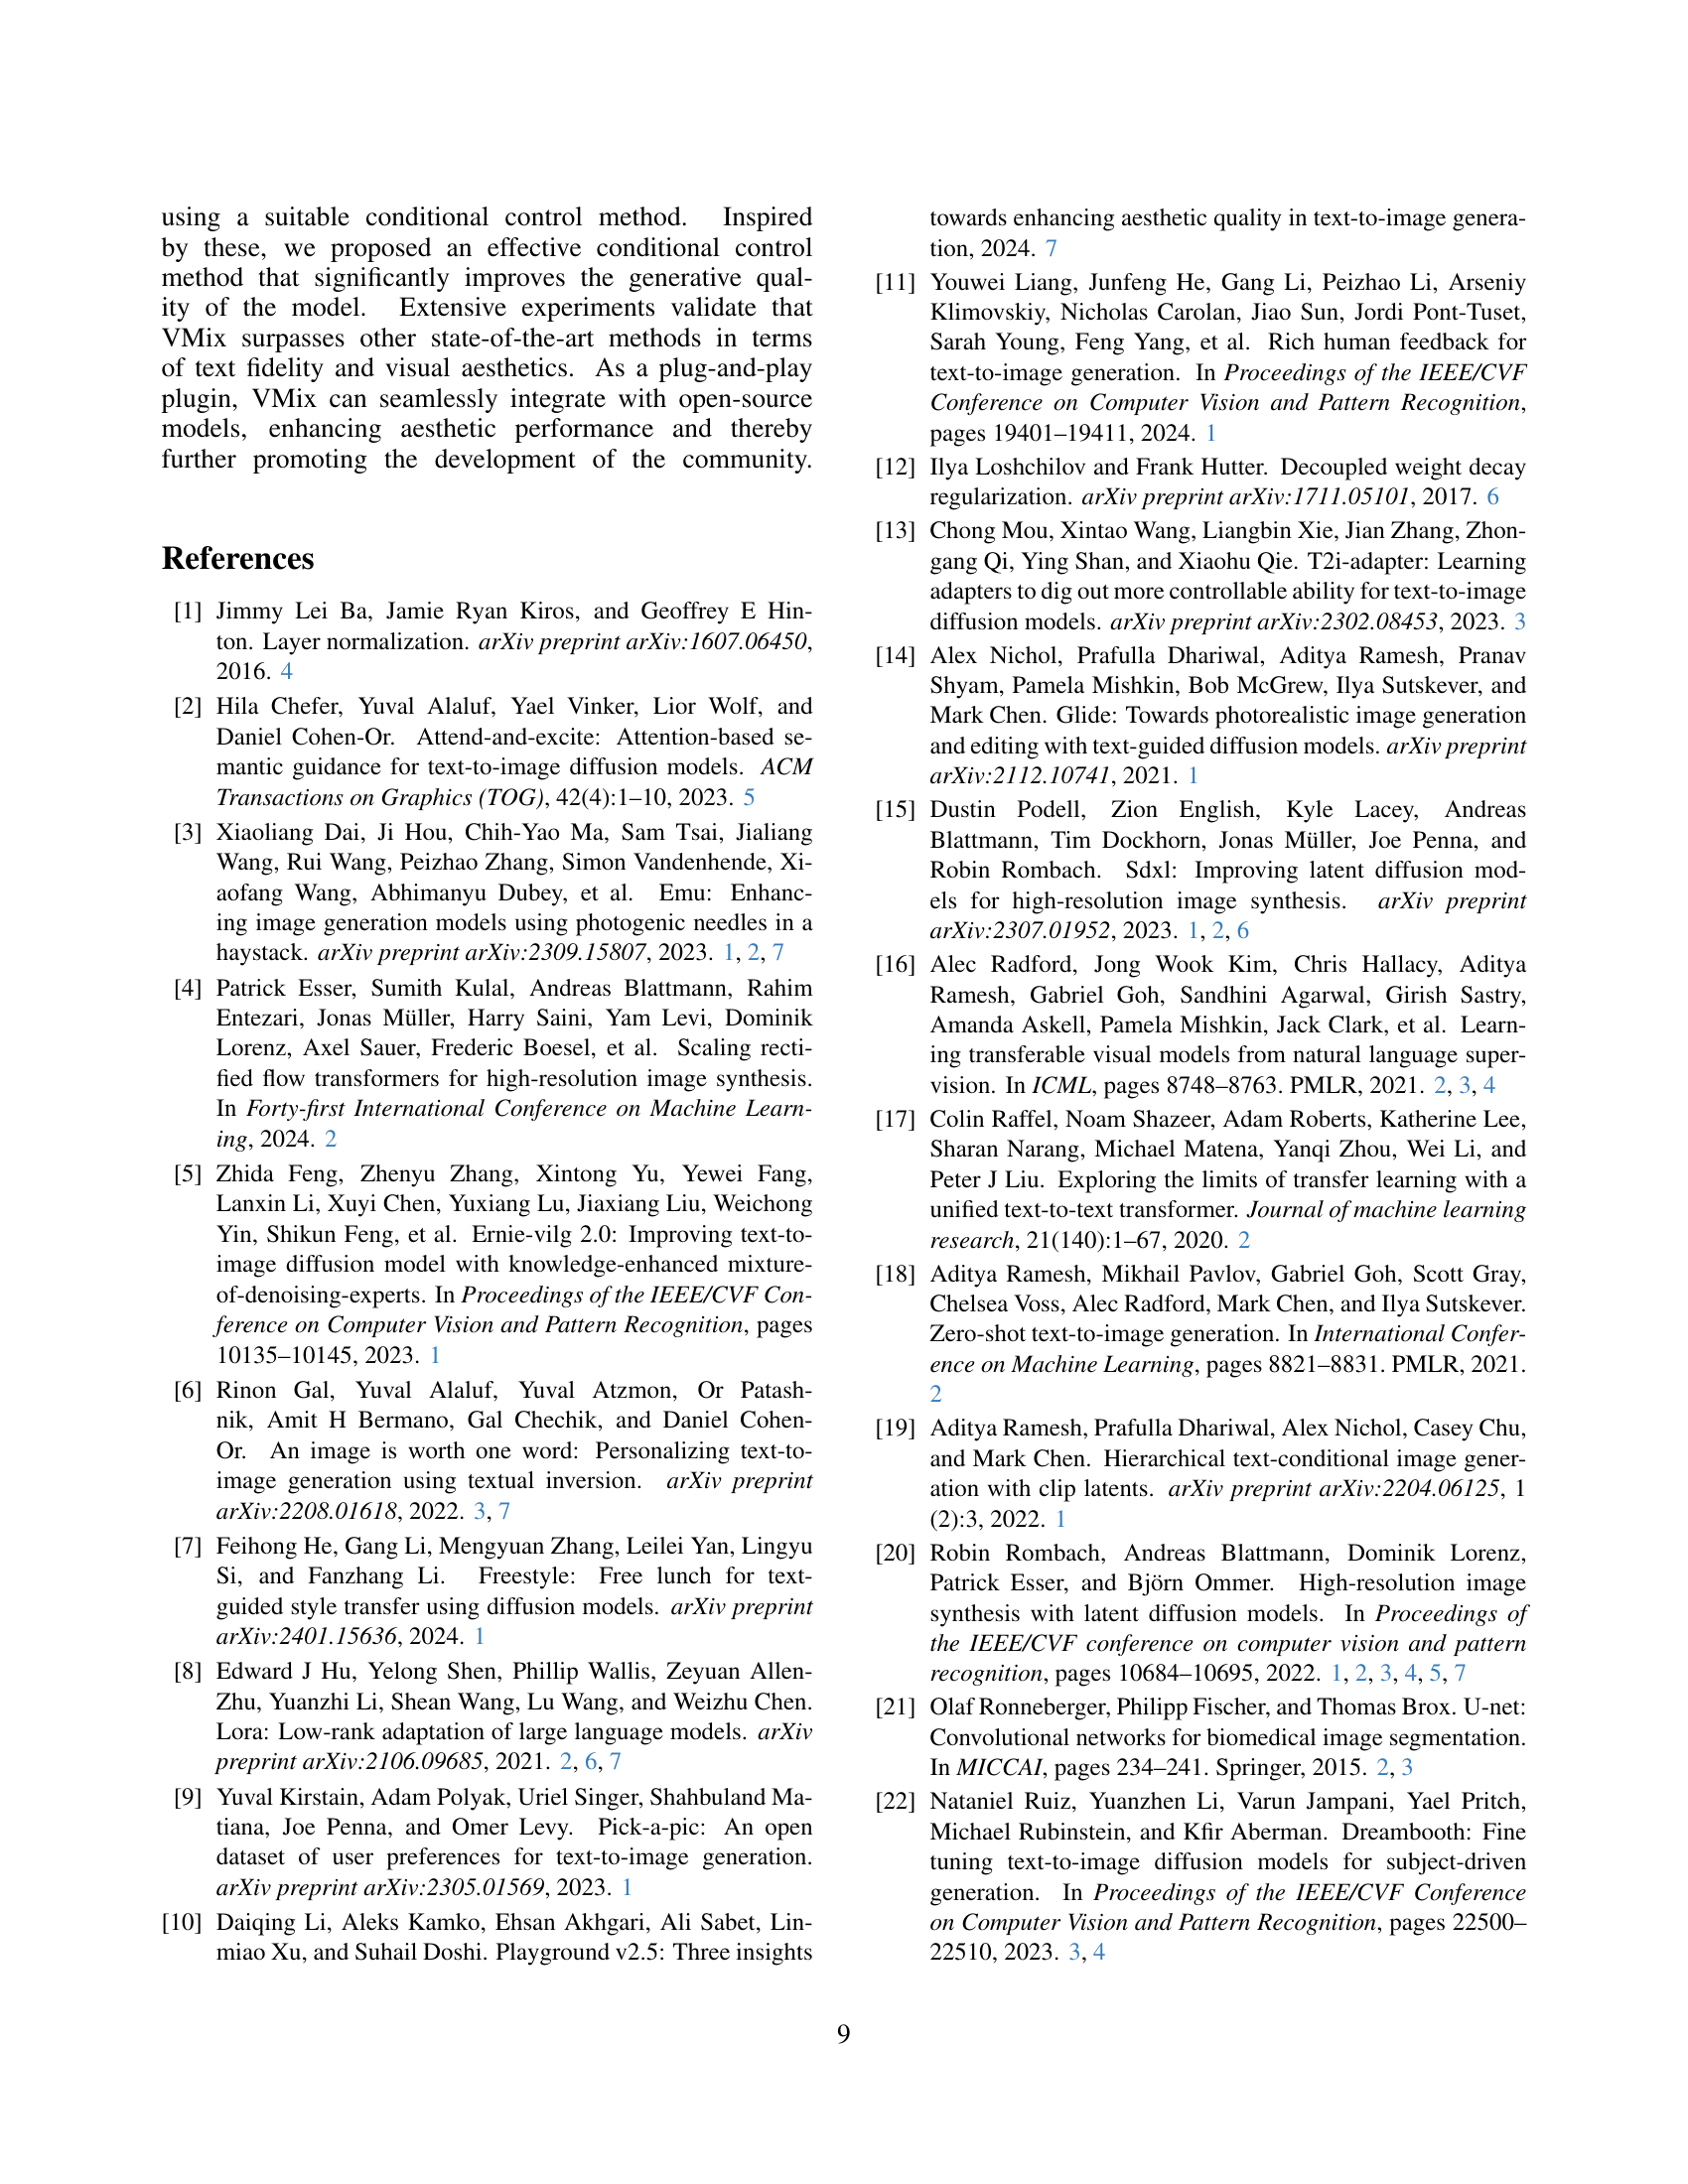 using a suitable conditional control method. Inspired
by these, we proposed an effective conditional control
method that significantly improves the generative qual-
ity of the model. Extensive experiments validate that
VMix surpasses other state-of-the-art methods in terms
of text fidelity and visual aesthetics. As a plug-and-play
plugin, VMix can seamlessly integrate with open-source
models, enhancing aesthetic performance and thereby
further promoting the development of the community.
References
[1] Jimmy Lei Ba, Jamie Ryan Kiros, and Geoffrey E Hin-
ton. Layer normalization. arXiv preprint arXiv:1607.06450,
2016. 4
[2] Hila Chefer, Yuval Alaluf, Yael Vinker, Lior Wolf, and
Daniel Cohen-Or. Attend-and-excite: Attention-based se-
mantic guidance for text-to-image diffusion models. ACM
Transactions on Graphics (TOG), 42(4):1–10, 2023. 5
[3] Xiaoliang Dai, Ji Hou, Chih-Yao Ma, Sam Tsai, Jialiang
Wang, Rui Wang, Peizhao Zhang, Simon Vandenhende, Xi-
aofang Wang, Abhimanyu Dubey, et al. Emu: Enhanc-
ing image generation models using photogenic needles in a
haystack. arXiv preprint arXiv:2309.15807, 2023. 1, 2, 7
[4] Patrick Esser, Sumith Kulal, Andreas Blattmann, Rahim
Entezari, Jonas Müller, Harry Saini, Yam Levi, Dominik
Lorenz, Axel Sauer, Frederic Boesel, et al. Scaling recti-
fied flow transformers for high-resolution image synthesis.
In Forty-first International Conference on Machine Learn-
ing, 2024. 2
[5] Zhida Feng, Zhenyu Zhang, Xintong Yu, Yewei Fang,
Lanxin Li, Xuyi Chen, Yuxiang Lu, Jiaxiang Liu, Weichong
Yin, Shikun Feng, et al. Ernie-vilg 2.0: Improving text-to-
image diffusion model with knowledge-enhanced mixture-
of-denoising-experts. In Proceedings of the IEEE/CVF Con-
ference on Computer Vision and Pattern Recognition, pages
10135–10145, 2023. 1
[6] Rinon Gal, Yuval Alaluf, Yuval Atzmon, Or Patash-
nik, Amit H Bermano, Gal Chechik, and Daniel Cohen-
Or. An image is worth one word: Personalizing text-to-
image generation using textual inversion. arXiv preprint
arXiv:2208.01618, 2022. 3, 7
[7] Feihong He, Gang Li, Mengyuan Zhang, Leilei Yan, Lingyu
Si, and Fanzhang Li. Freestyle: Free lunch for text-
guided style transfer using diffusion models. arXiv preprint
arXiv:2401.15636, 2024. 1
[8] Edward J Hu, Yelong Shen, Phillip Wallis, Zeyuan Allen-
Zhu, Yuanzhi Li, Shean Wang, Lu Wang, and Weizhu Chen.
Lora: Low-rank adaptation of large language models. arXiv
preprint arXiv:2106.09685, 2021. 2, 6, 7
[9] Yuval Kirstain, Adam Polyak, Uriel Singer, Shahbuland Ma-
tiana, Joe Penna, and Omer Levy. Pick-a-pic: An open
dataset of user preferences for text-to-image generation.
arXiv preprint arXiv:2305.01569, 2023. 1
[10] Daiqing Li, Aleks Kamko, Ehsan Akhgari, Ali Sabet, Lin-
miao Xu, and Suhail Doshi. Playground v2.5: Three insights
towards enhancing aesthetic quality in text-to-image genera-
tion, 2024. 7
[11] Youwei Liang, Junfeng He, Gang Li, Peizhao Li, Arseniy
Klimovskiy, Nicholas Carolan, Jiao Sun, Jordi Pont-Tuset,
Sarah Young, Feng Yang, et al. Rich human feedback for
text-to-image generation. In Proceedings of the IEEE/CVF
Conference on Computer Vision and Pattern Recognition,
pages 19401–19411, 2024. 1
[12] Ilya Loshchilov and Frank Hutter. Decoupled weight decay
regularization. arXiv preprint arXiv:1711.05101, 2017. 6
[13] Chong Mou, Xintao Wang, Liangbin Xie, Jian Zhang, Zhon-
gang Qi, Ying Shan, and Xiaohu Qie. T2i-adapter: Learning
adapters to dig out more controllable ability for text-to-image
diffusion models. arXiv preprint arXiv:2302.08453, 2023. 3
[14] Alex Nichol, Prafulla Dhariwal, Aditya Ramesh, Pranav
Shyam, Pamela Mishkin, Bob McGrew, Ilya Sutskever, and
Mark Chen. Glide: Towards photorealistic image generation
and editing with text-guided diffusion models. arXiv preprint
arXiv:2112.10741, 2021. 1
[15] Dustin Podell, Zion English, Kyle Lacey, Andreas
Blattmann, Tim Dockhorn, Jonas Müller, Joe Penna, and
Robin Rombach. Sdxl: Improving latent diffusion mod-
els for high-resolution image synthesis. arXiv preprint
arXiv:2307.01952, 2023. 1, 2, 6
[16] Alec Radford, Jong Wook Kim, Chris Hallacy, Aditya
Ramesh, Gabriel Goh, Sandhini Agarwal, Girish Sastry,
Amanda Askell, Pamela Mishkin, Jack Clark, et al. Learn-
ing transferable visual models from natural language super-
vision. In ICML, pages 8748–8763. PMLR, 2021. 2, 3, 4
[17] Colin Raffel, Noam Shazeer, Adam Roberts, Katherine Lee,
Sharan Narang, Michael Matena, Yanqi Zhou, Wei Li, and
Peter J Liu. Exploring the limits of transfer learning with a
unified text-to-text transformer. Journal of machine learning
research, 21(140):1–67, 2020. 2
[18] Aditya Ramesh, Mikhail Pavlov, Gabriel Goh, Scott Gray,
Chelsea Voss, Alec Radford, Mark Chen, and Ilya Sutskever.
Zero-shot text-to-image generation. In International Confer-
ence on Machine Learning, pages 8821–8831. PMLR, 2021.
2
[19] Aditya Ramesh, Prafulla Dhariwal, Alex Nichol, Casey Chu,
and Mark Chen. Hierarchical text-conditional image gener-
ation with clip latents. arXiv preprint arXiv:2204.06125, 1
(2):3, 2022. 1
[20] Robin Rombach, Andreas Blattmann, Dominik Lorenz,
Patrick Esser, and Björn Ommer. High-resolution image
synthesis with latent diffusion models. In Proceedings of
the IEEE/CVF conference on computer vision and pattern
recognition, pages 10684–10695, 2022. 1, 2, 3, 4, 5, 7
[21] Olaf Ronneberger, Philipp Fischer, and Thomas Brox. U-net:
Convolutional networks for biomedical image segmentation.
In MICCAI, pages 234–241. Springer, 2015. 2, 3
[22] Nataniel Ruiz, Yuanzhen Li, Varun Jampani, Yael Pritch,
Michael Rubinstein, and Kfir Aberman. Dreambooth: Fine
tuning text-to-image diffusion models for subject-driven
generation. In Proceedings of the IEEE/CVF Conference
on Computer Vision and Pattern Recognition, pages 22500–
22510, 2023. 3, 4
9